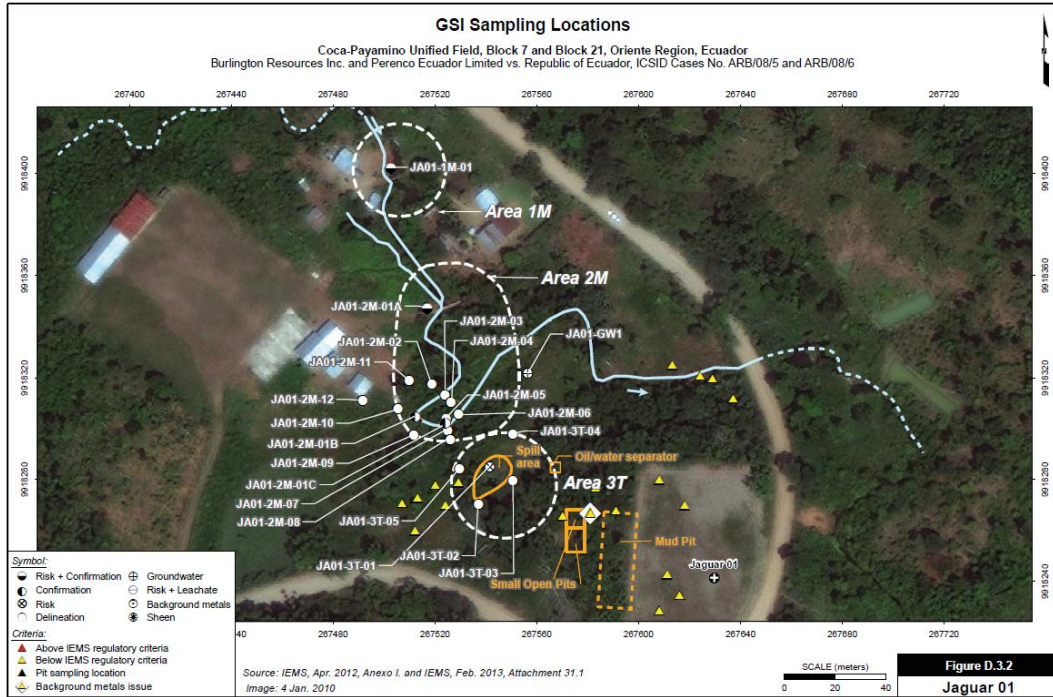 GSI Sampling Locations
Coca-Payamino Unified Field, Block 7 and Block 21, Oriente Region, Ecuador
Burlington Resources Inc. and Perenco Ecuador Limited vs. Republic of Ecuador, ICSID Cases No. ARB/08/5 and ARB/08/6
267400 267440 267480 267520 267560 267600 267640 267680 267720
9918400 9918400
JA01-1M-01
Area 1M
9918360 9918360
Area 2M
JA01-2M-01A
JA01-2M-03
JA01-2M-02
JA01-2M-04
JA01-GW1
JA01-2M-11
9918320 9918320
JA01-2M-12
JA01-2M-05
JA01-2M-10
JA01-2M-06
JA01-2M-01B
JA01-3T-04
JA01-2M-09
Spill
area
Oil/water separator
JA01-2M-01C
Area 3T
9918280 9918280
JA01-2M-07
JA01-2M-08
JA01-3T-05
JA01-3T-02
Mud Pit
JA01-3T-01
JA01-3T-03
Small Open Pits
Jaguar 01
9918240
Symbol:
Risk + Confirmation
Groundwater
Confirmation
Risk + Leachate
Risk
Background metals
Delineation
Sheen
Criteria:
Above IEMS regulatory criteria
Below IEMS regulatory criteria
Pit sampling location
Background metals issue
267520 267560 267600 267640 267680 267720
Source: IEMS, Apr. 2012, Anexo I. and IEMS, Feb. 2013, Attachment 31.1
Image: 4 Jan. 2010
SCALE (meters)
0 20 40
Figure D.3.2
Jaguar 01